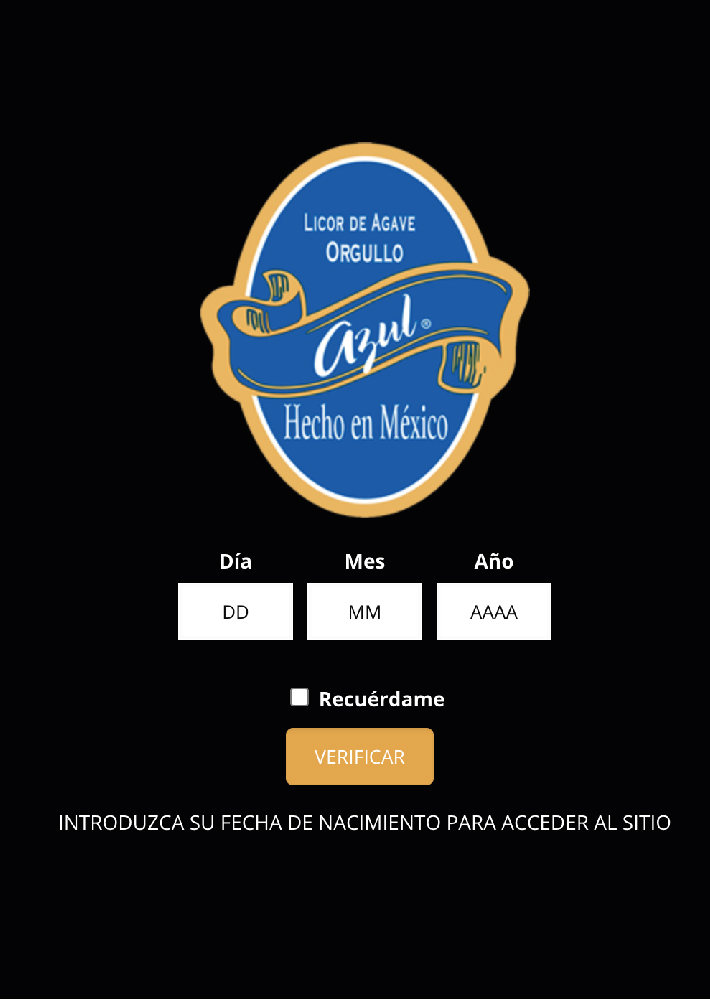 LICOR DE AGAVE
ORGULLO
azul ®
Hecho en México
Día Mes Año
DD MM AAAA
Recuérdame
VERIFICAR
INTRODUZCA SU FECHA DE NACIMIENTO PARA ACCEDER AL SITIO